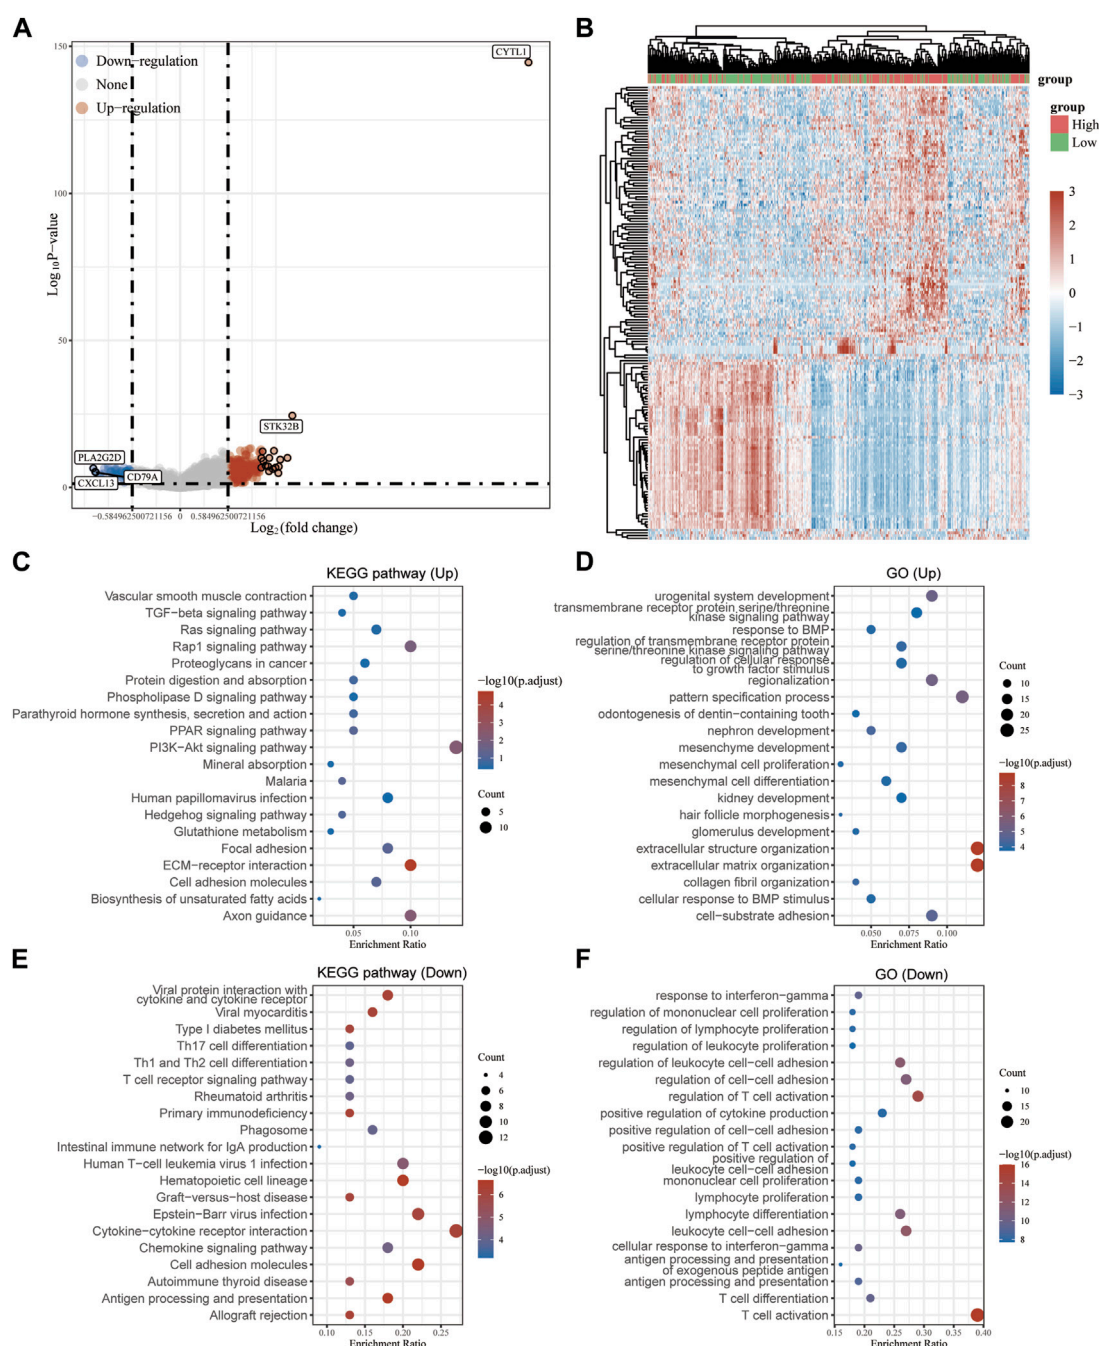 A
150
100
50
0
Log10P−value
Down−regulation
None
Up−regulation
CYTL1
STK32B
PLA2G2D
CXCL13
CD79A
−0.584962500721156
0
0.584962500721156
Log2(fold change)
B
group
group
High
Low
3
2
1
0
−1
−2
−3
C
KEGG pathway (Up)
Vascular smooth muscle contraction
TGF−beta signaling pathway
Ras signaling pathway
Rap1 signaling pathway
Proteoglycans in cancer
Protein digestion and absorption
Phospholipase D signaling pathway
Parathyroid hormone synthesis, secretion and action
PPAR signaling pathway
PI3K−Akt signaling pathway
Mineral absorption
Malaria
Human papillomavirus infection
Hedgehog signaling pathway
Glutathione metabolism
Focal adhesion
ECM−receptor interaction
Cell adhesion molecules
Biosynthesis of unsaturated fatty acids
Axon guidance
0.05
0.10
Enrichment Ratio
−log10(p.adjust)
4
3
2
1
Count
5
10
D
GO (Up)
urogenital system development
transmembrane receptor protein serine/threonine
kinase signaling pathway
response to BMP
regulation of transmembrane receptor protein
serine/threonine kinase signaling pathway
regulation of cellular response
to growth factor stimulus
regionalization
pattern specification process
odontogenesis of dentin−containing tooth
nephron development
mesenchyme development
mesenchymal cell proliferation
mesenchymal cell differentiation
kidney development
hair follicle morphogenesis
glomerulus development
extracellular structure organization
extracellular matrix organization
collagen fibril organization
cellular response to BMP stimulus
cell−substrate adhesion
0.050
0.075
0.100
Enrichment Ratio
Count
10
15
20
25
−log10(p.adjust)
8
7
6
5
4
E
KEGG pathway (Down)
Viral protein interaction with
cytokine and cytokine receptor
Viral myocarditis
Type I diabetes mellitus
Th17 cell differentiation
Th1 and Th2 cell differentiation
T cell receptor signaling pathway
Rheumatoid arthritis
Primary immunodeficiency
Phagosome
Intestinal immune network for IgA production
Human T−cell leukemia virus 1 infection
Hematopoietic cell lineage
Graft−versus−host disease
Epstein−Barr virus infection
Cytokine−cytokine receptor interaction
Chemokine signaling pathway
Cell adhesion molecules
Autoimmune thyroid disease
Antigen processing and presentation
Allograft rejection
0.10
0.15
0.20
0.25
Enrichment Ratio
Count
4
6
8
10
12
−log10(p.adjust)
6
5
4
F
GO (Down)
response to interferon−gamma
regulation of mononuclear cell proliferation
regulation of lymphocyte proliferation
regulation of leukocyte proliferation
regulation of leukocyte cell−cell adhesion
regulation of cell−cell adhesion
regulation of T cell activation
positive regulation of cytokine production
positive regulation of cell−cell adhesion
positive regulation of T cell activation
positive regulation of
leukocyte cell−cell adhesion
mononuclear cell proliferation
lymphocyte proliferation
lymphocyte differentiation
leukocyte cell−cell adhesion
cellular response to interferon−gamma
antigen processing and presentation
of exogenous peptide antigen
antigen processing and presentation
T cell differentiation
T cell activation
0.15
0.20
0.25
0.30
0.35
0.40
Enrichment Ratio
Count
10
15
20
−log10(p.adjust)
16
14
12
10
8